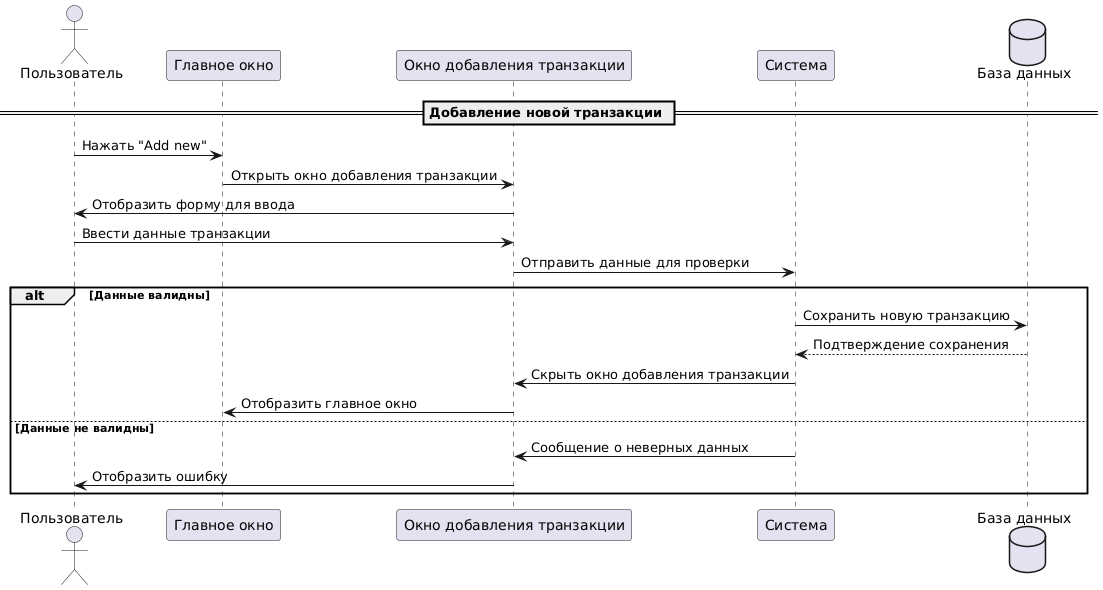 Пользователь
Главное окно
Окно добавления транзакции
Система
База данных
Добавление новой транзакции
Нажать "Add new"
Открыть окно добавления транзакции
Отобразить форму для ввода
Ввести данные транзакции
Отправить данные для проверки
alt
[Данные валидны]
Сохранить новую транзакцию
Подтверждение сохранения
Скрыть окно добавления транзакции
Отобразить главное окно
[Данные не валидны]
Сообщение о неверных данных
Отобразить ошибку
Пользователь
Главное окно
Окно добавления транзакции
Система
База данных